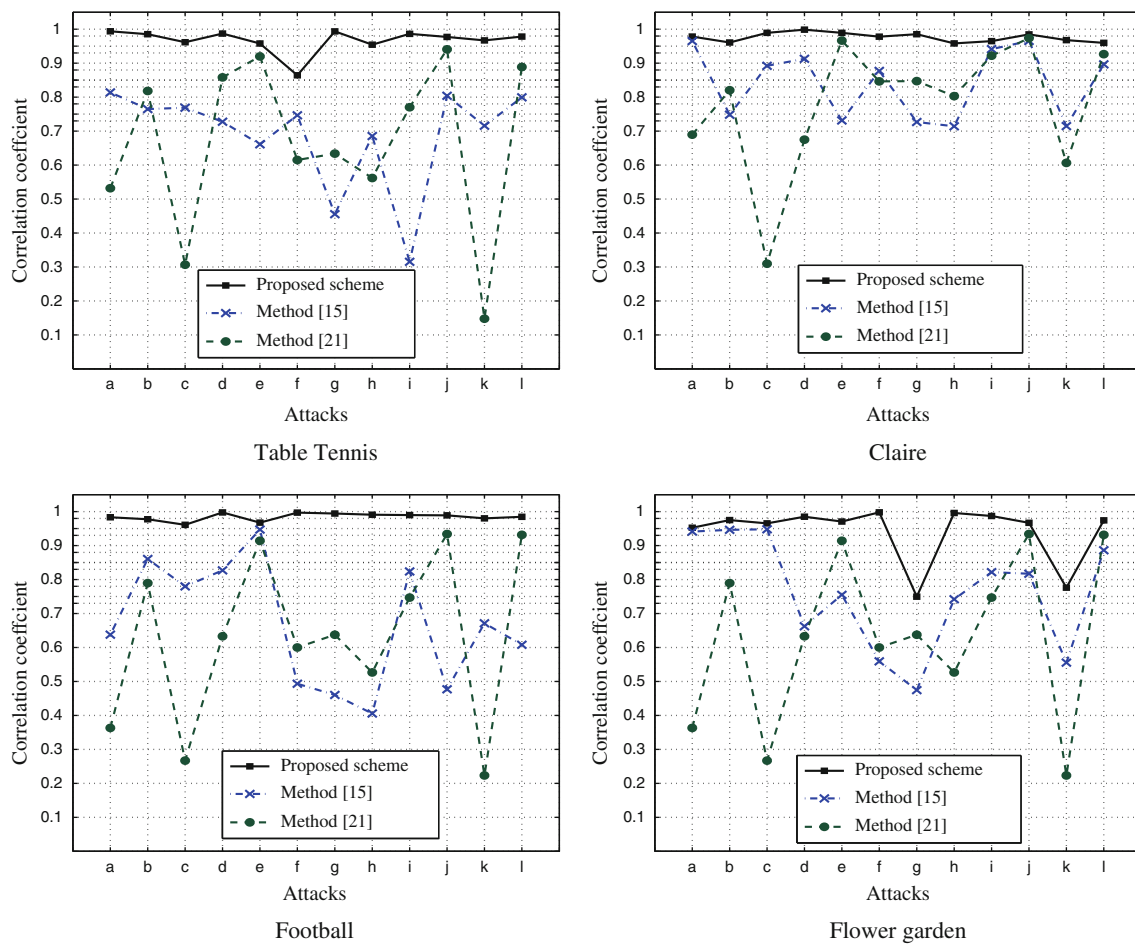 1
0.9
0.8
0.7
0.6
0.5
0.4
0.3
0.2
0.1
Correlation coeffcient
Proposed scheme
Method [15]
Method [21]
a b c d e f g h i j k l
Attacks
Table Tennis
1
0.9
0.8
0.7
0.6
0.5
0.4
0.3
0.2
0.1
Correlation coeffcient
Proposed scheme
Method [15]
Method [21]
a b c d e f g h i j k l
Attacks
Claire
1
0.9
0.8
0.7
0.6
0.5
0.4
0.3
0.2
0.1
Correlation coeffcient
Proposed scheme
Method [15]
Method [21]
a b c d e f g h i j k l
Attacks
Football
1
0.9
0.8
0.7
0.6
0.5
0.4
0.3
0.2
0.1
Correlation coeffcient
Proposed scheme
Method [15]
Method [21]
a b c d e f g h i j k l
Attacks
Flower garden